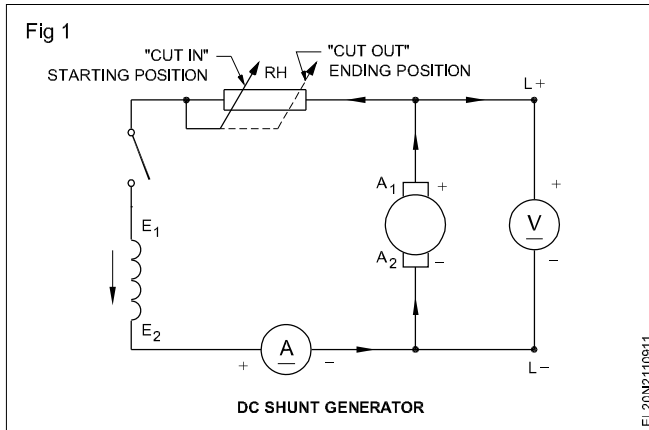 Fig 1
"CUT IN"
STARTING POSITION
RH
"CUT OUT"
ENDING POSITION
L+
A1
+
+
V
E1
A2
–
–
E2
+
A
–
L–
DC SHUNT GENERATOR
EL20N2110911